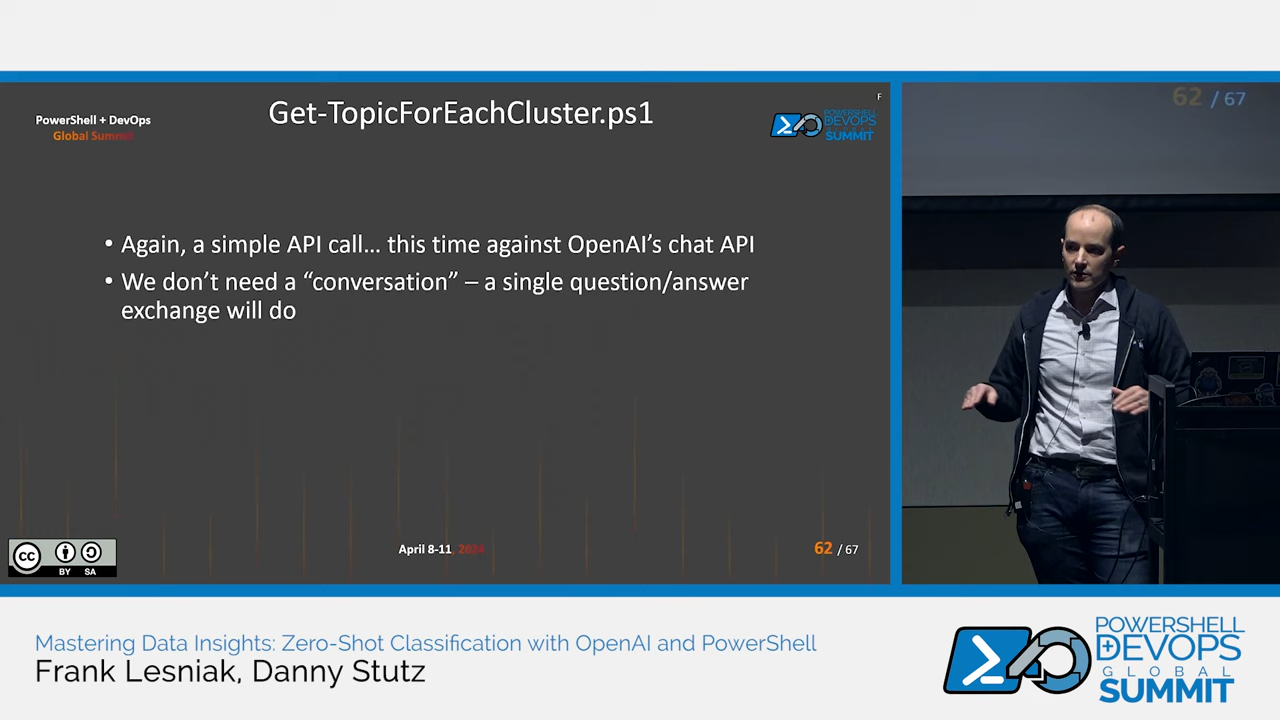 PowerShell + DevOps
Global Summit
Get-TopicForEachCluster.ps1
F
POWERSHELL
DEVOPS
GLOBAL
SUMMIT
• Again, a simple API call… this time against OpenAI’s chat API
• We don’t need a “conversation” – a single question/answer
exchange will do
cc
BY SA
April 8-11, 2024
62 / 67
62 / 67
Mastering Data Insights: Zero-Shot Classification with OpenAI and PowerShell
Frank Lesniak, Danny Stutz
POWERSHELL
DEVOPS
GLOBAL
SUMMIT